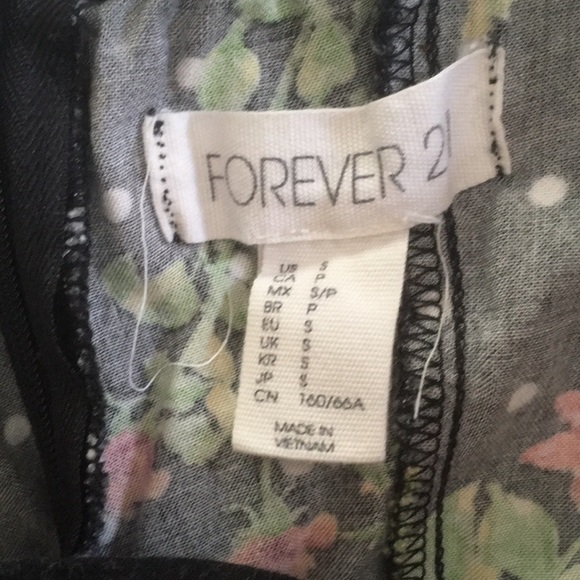 FOREVER 21
US S
CA P
MX S/P
BR P
EU S
UK S
KR S
JP S
CN 160/66A
MADE IN
VIETNAM